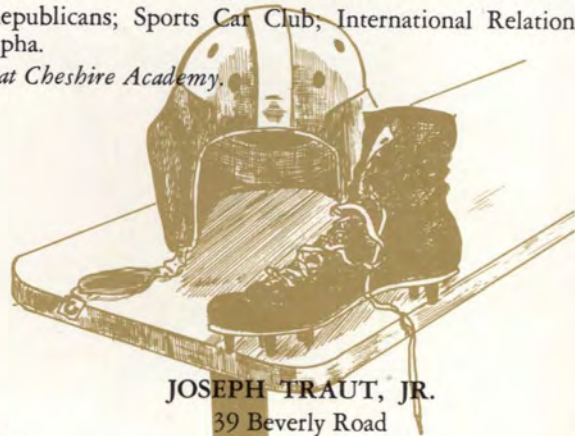 epublicans; Sports Car Club; International Relation
pha.
at Cheshire Academy.
JOSEPH TRAUT, JR.
39 Beverly Road